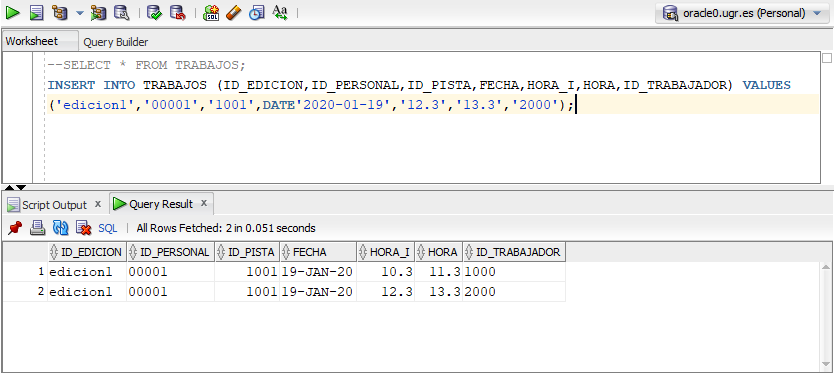 oracle0.ugr.es (Personal)
Worksheet Query Builder
--SELECT * FROM TRABAJOS;
INSERT INTO TRABAJOS (ID_EDICION,ID_PERSONAL,ID_PISTA,FECHA,HORA_I,HORA,ID_TRABAJADOR) VALUES
('edicion1','00001','1001',DATE'2020-01-19','12.3','13.3','2000');
Script Output x Query Result x
SQL All Rows Fetched: 2 in 0.051 seconds
ID_EDICION ID_PERSONAL ID_PISTA FECHA HORA_I HORA ID_TRABAJADOR
1 edicion1 00001 1001 19-JAN-20 10.3 11.3 1000
2 edicion1 00001 1001 19-JAN-20 12.3 13.3 2000